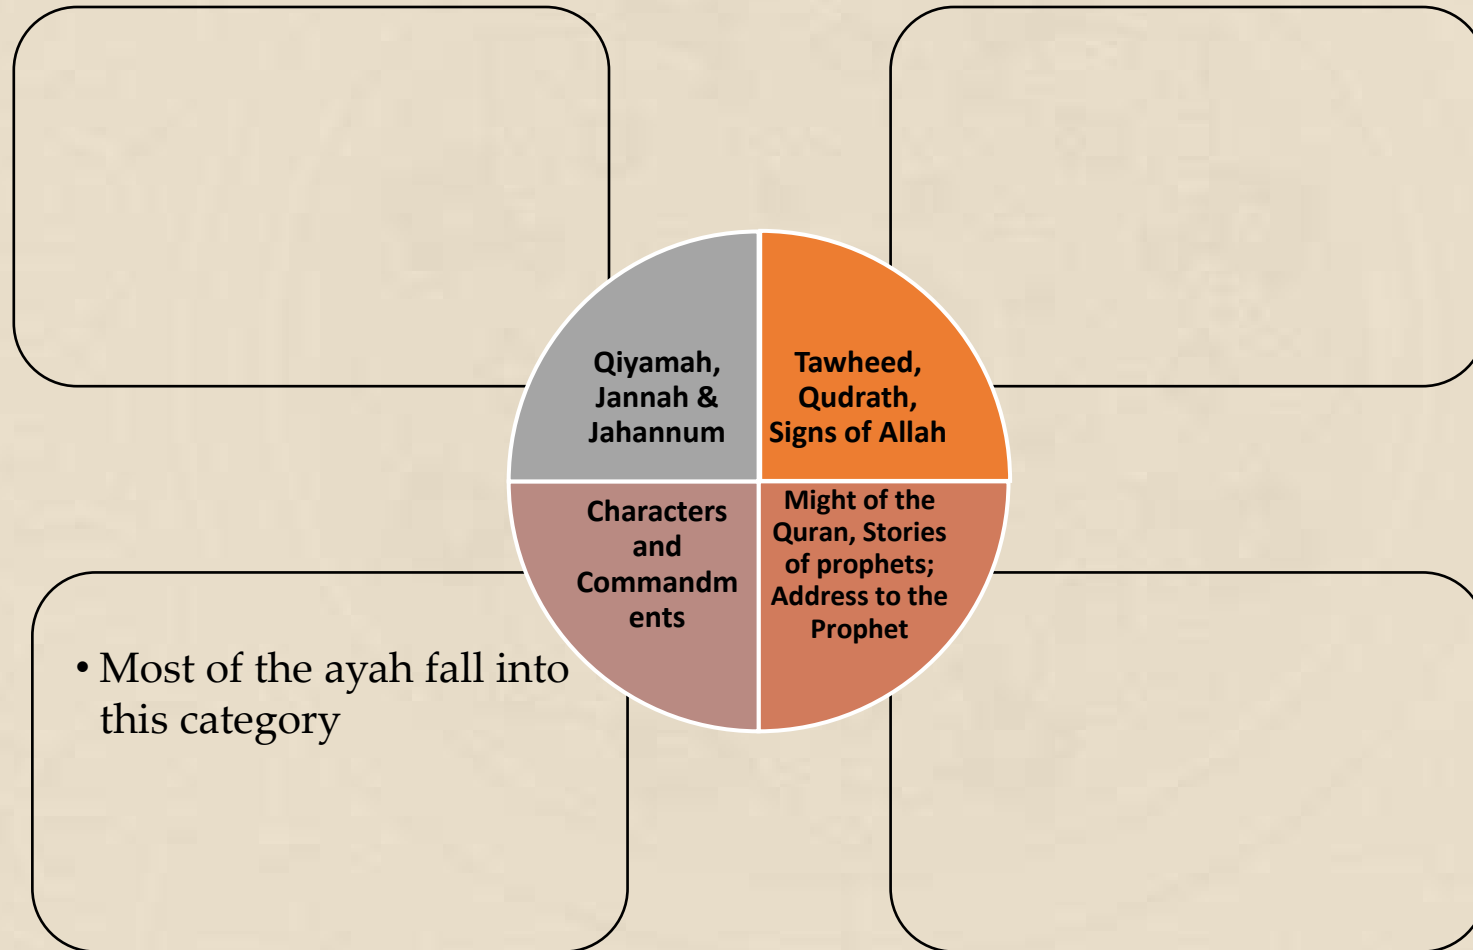 Qiyamah,
Jannah &
Jahannum
Tawheed,
Qudrath,
Signs of Allah
Characters
and
Commandm
ents
Might of the
Quran, Stories
of prophets;
Address to the
Prophet
• Most of the ayah fall into
this category